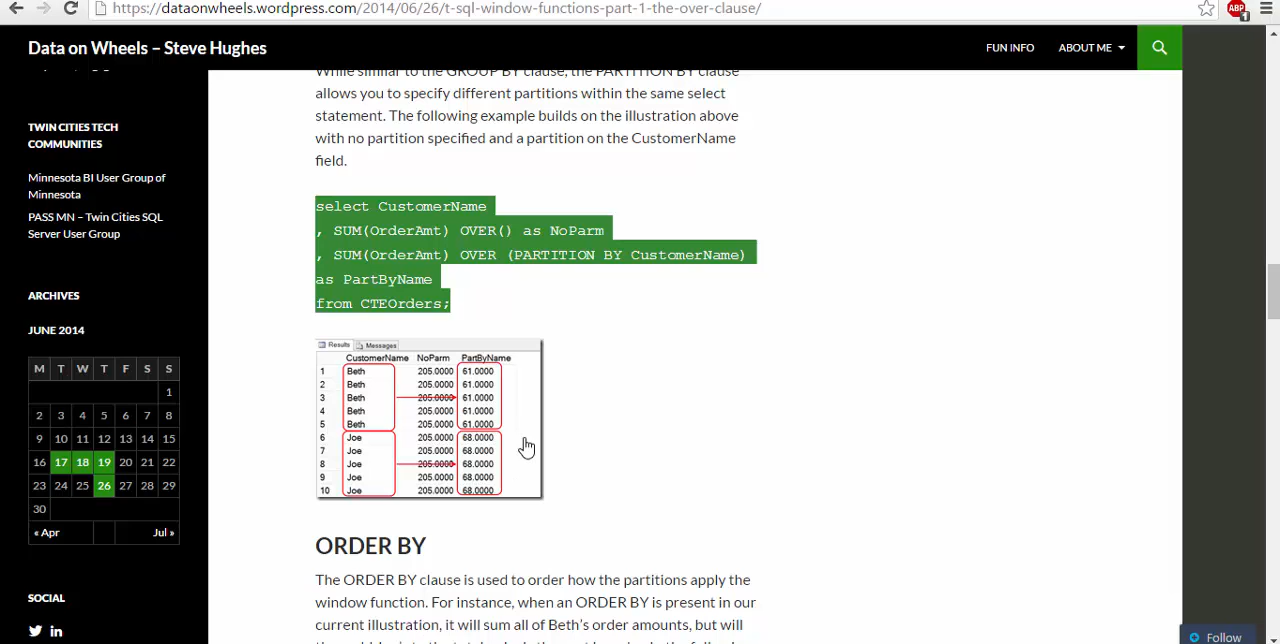 https://dataonwheels.wordpress.com/2014/06/26/t-sql-window-functions-part-1-the-over-clause/
ABP
1
Data on Wheels – Steve Hughes
FUN INFO
ABOUT ME
TWIN CITIES TECH
COMMUNITIES
Minnesota BI User Group of
Minnesota
PASS MN – Twin Cities SQL
Server User Group
ARCHIVES
JUNE 2014
M T W T F S S
1
2 3 4 5 6 7 8
9 10 11 12 13 14 15
16 17 18 19 20 21 22
23 24 25 26 27 28 29
30
« Apr Jul »
SOCIAL
While similar to the GROUP BY clause, the PARTITION BY clause
allows you to specify different partitions within the same select
statement. The following example builds on the illustration above
with no partition specified and a partition on the CustomerName
field.
select CustomerName
, SUM(OrderAmt) OVER() as NoParm
, SUM(OrderAmt) OVER (PARTITION BY CustomerName)
as PartByName
from CTEOrders;
Results Messages
CustomerName NoParm PartByName
1 Beth 205.0000 61.0000
2 Beth 205.0000 61.0000
3 Beth 205.0000 61.0000
4 Beth 205.0000 61.0000
5 Beth 205.0000 61.0000
6 Joe 205.0000 68.0000
7 Joe 205.0000 68.0000
8 Joe 205.0000 68.0000
9 Joe 205.0000 68.0000
10 Joe 205.0000 68.0000
ORDER BY
The ORDER BY clause is used to order how the partitions apply the
window function. For instance, when an ORDER BY is present in our
current illustration, it will sum all of Beth's order amounts, but will
Follow